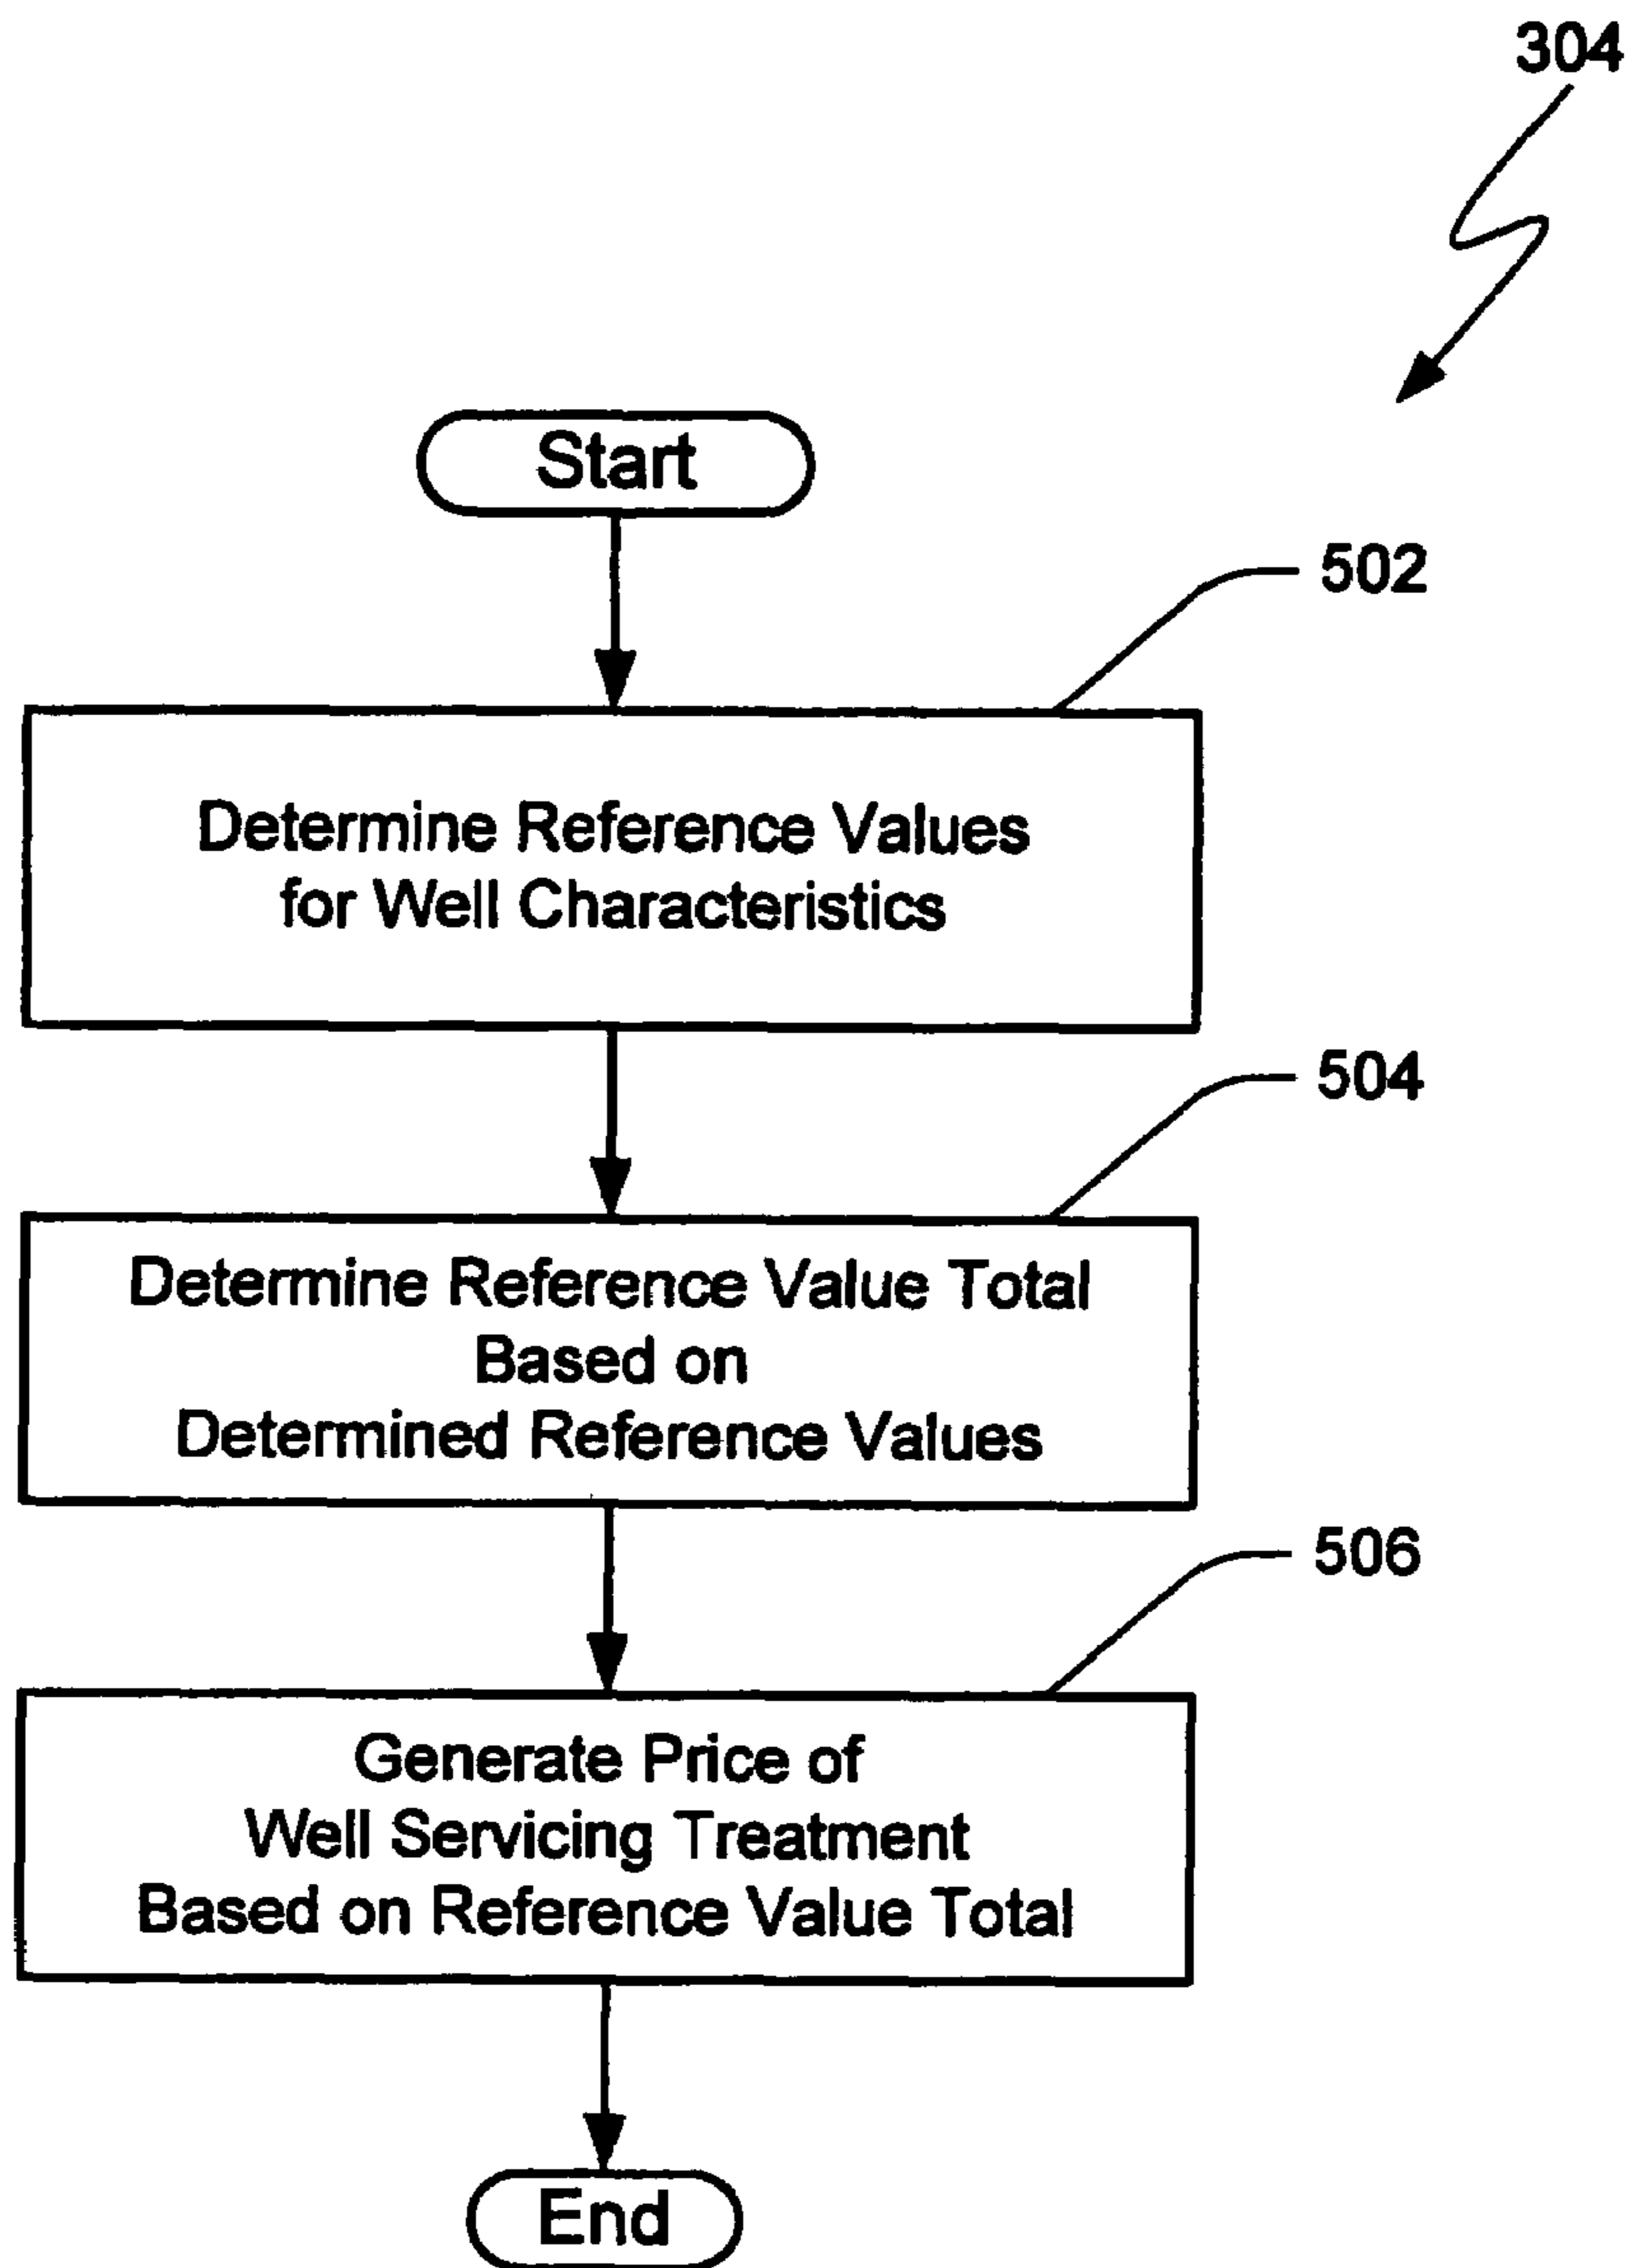 304
Start
502
Determine Reference Values
for Well Characteristics
504
Determine Reference Value Total
Based on
Determined Reference Values
506
Generate Price of
Well Servicing Treatment
Based on Reference Value Total
End